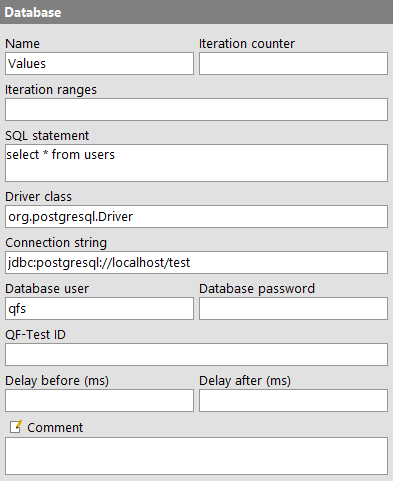 Database
Name Iteration counter
Values
Iteration ranges
SQL statement
select * from users
Driver class
org.postgresql.Driver
Connection string
jdbc:postgresql://localhost/test
Database user Database password
qfs
QF-Test ID
Delay before (ms) Delay after (ms)
Comment